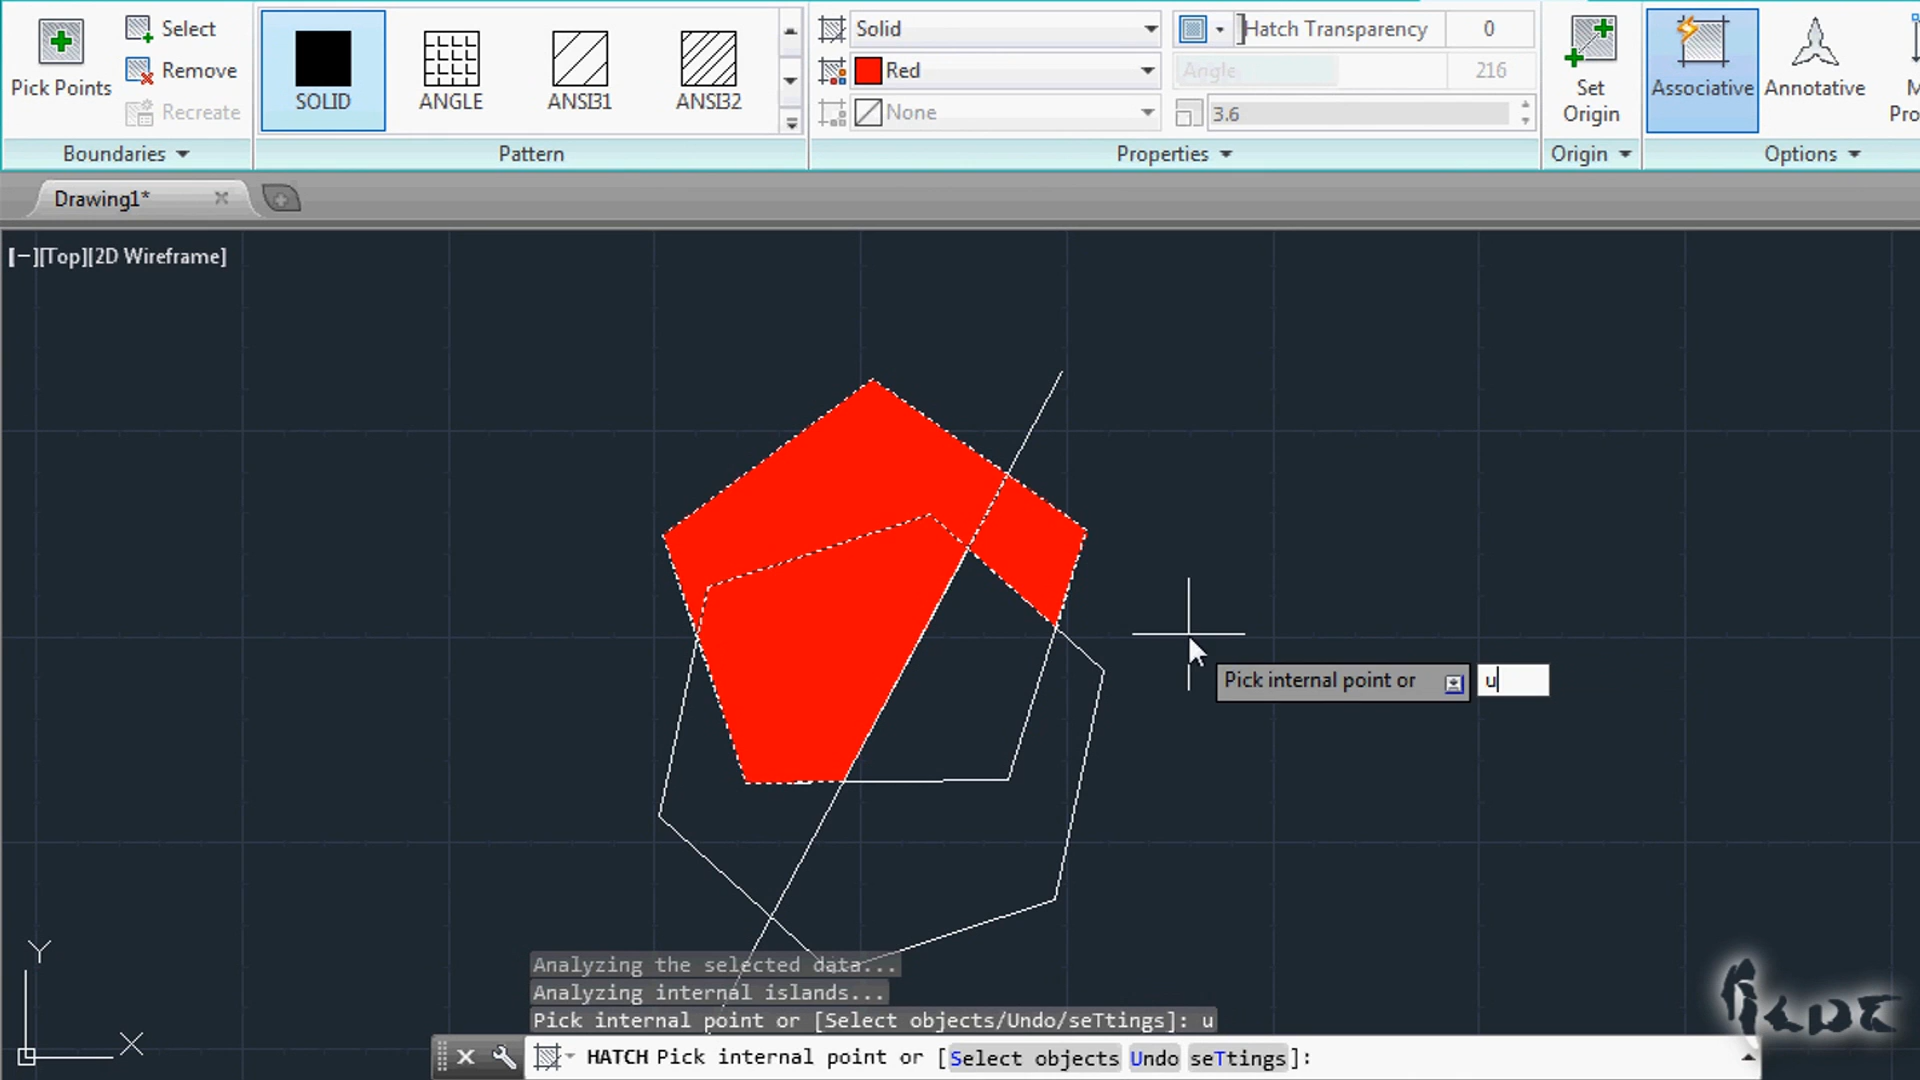 Pick Points
Select
Remove
Recreate
Boundaries
SOLID
ANGLE
ANSI31
ANSI32
Pattern
Solid
Red
None
Hatch Transparency 0
Angle 216
3.6
Properties
Set
Origin
Origin
Associative
Annotative
M
Pro
Options
Drawing1*
[−][Top][2D Wireframe]
Pick internal point or u
Y
X
Analyzing the selected data...
Analyzing internal islands...
Pick internal point or [Select objects/Undo/seTtings]: u
HATCH Pick internal point or [Select objects Undo seTtings]: